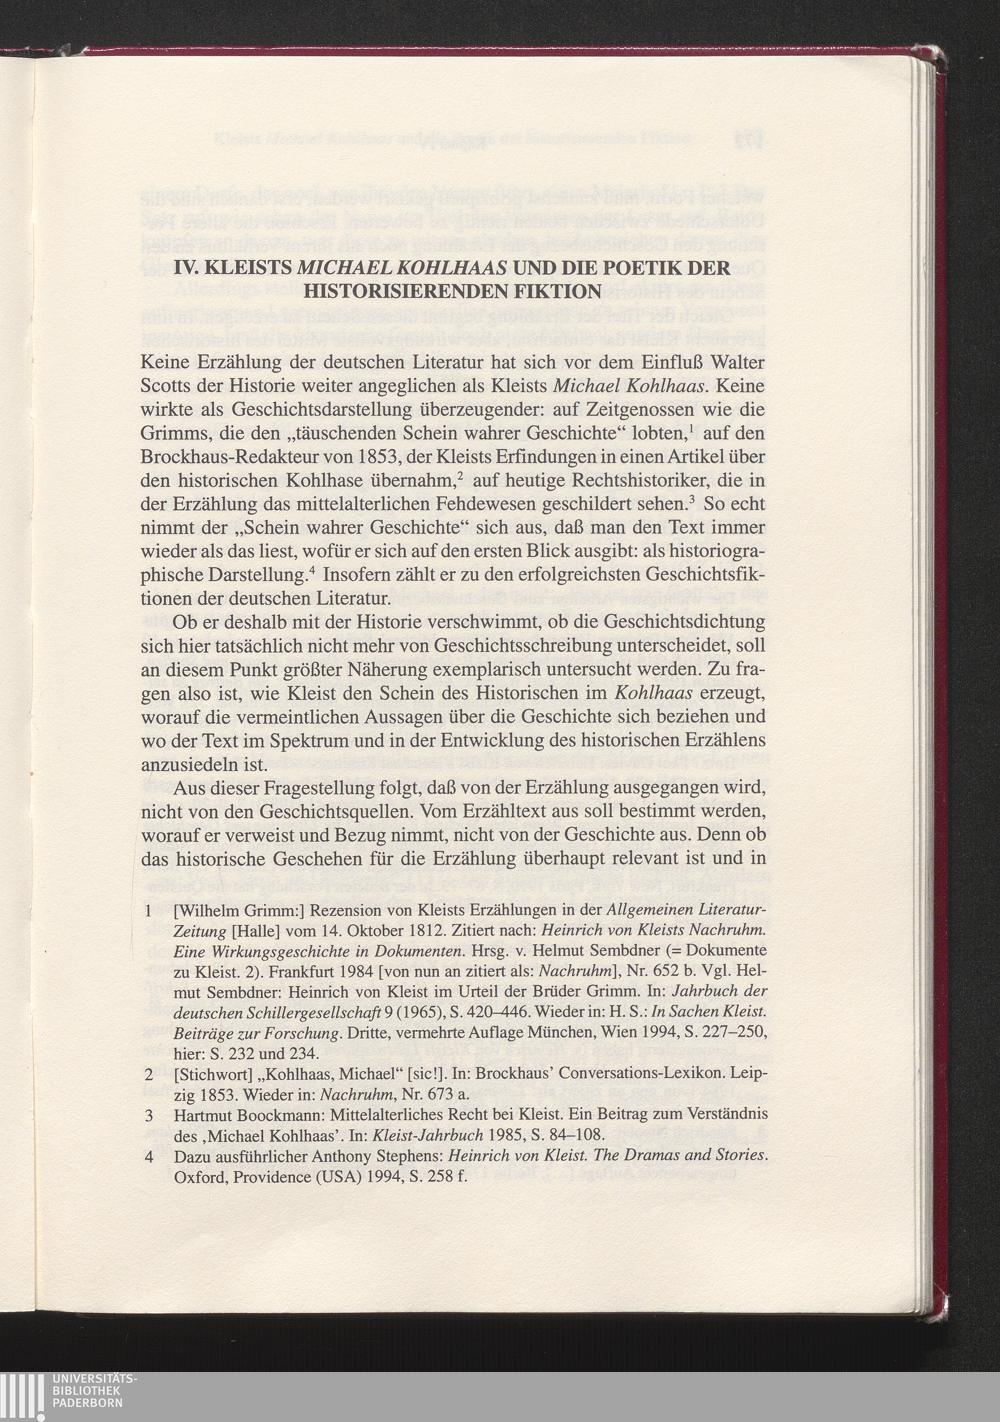 IV. KLEISTS MICHAEL KOHLHAAS UND DIE POETIK DER
HISTORISIERENDEN FIKTION
Keine Erzählung der deutschen Literatur hat sich vor dem Einfluß Walter
Scotts der Historie weiter angeglichen als Kleists Michael Kohlhaas. Keine
wirkte als Geschichtsdarstellung überzeugender: auf Zeitgenossen wie die
Grimms, die den „täuschenden Schein wahrer Geschichte“ lobten,¹ auf den
Brockhaus-Redakteur von 1853, der Kleists Erfindungen in einen Artikel über
den historischen Kohlhase übernahm,² auf heutige Rechtshistoriker, die in
der Erzählung das mittelalterlichen Fehdewesen geschildert sehen.³ So echt
nimmt der „Schein wahrer Geschichte“ sich aus, daß man den Text immer
wieder als das liest, wofür er sich auf den ersten Blick ausgibt: als historiogra-
phische Darstellung.⁴ Insofern zählt er zu den erfolgreichsten Geschichtsfik-
tionen der deutschen Literatur.
Ob er deshalb mit der Historie verschwimmt, ob die Geschichtsdichtung
sich hier tatsächlich nicht mehr von Geschichtsschreibung unterscheidet, soll
an diesem Punkt größter Näherung exemplarisch untersucht werden. Zu fra-
gen also ist, wie Kleist den Schein des Historischen im Kohlhaas erzeugt,
worauf die vermeintlichen Aussagen über die Geschichte sich beziehen und
wo der Text im Spektrum und in der Entwicklung des historischen Erzählens
anzusiedeln ist.
Aus dieser Fragestellung folgt, daß von der Erzählung ausgegangen wird,
nicht von den Geschichtsquellen. Vom Erzähltext aus soll bestimmt werden,
worauf er verweist und Bezug nimmt, nicht von der Geschichte aus. Denn ob
das historische Geschehen für die Erzählung überhaupt relevant ist und in
1 [Wilhelm Grimm:] Rezension von Kleists Erzählungen in der Allgemeinen Literatur-
Zeitung [Halle] vom 14. Oktober 1812. Zitiert nach: Heinrich von Kleists Nachruhm.
Eine Wirkungsgeschichte in Dokumenten. Hrsg. v. Helmut Sembdner (= Dokumente
zu Kleist. 2). Frankfurt 1984 [von nun an zitiert als: Nachruhm], Nr. 652 b. Vgl. Hel-
mut Sembdner: Heinrich von Kleist im Urteil der Brüder Grimm. In: Jahrbuch der
deutschen Schillergesellschaft 9 (1965), S. 420–446. Wieder in: H. S.: In Sachen Kleist.
Beiträge zur Forschung. Dritte, vermehrte Auflage München, Wien 1994, S. 227–250,
hier: S. 232 und 234.
2 [Stichwort] „Kohlhaas, Michael“ [sic!]. In: Brockhaus’ Conversations-Lexikon. Leip-
zig 1853. Wieder in: Nachruhm, Nr. 673 a.
3 Hartmut Boockmann: Mittelalterliches Recht bei Kleist. Ein Beitrag zum Verständnis
des ‚Michael Kohlhaas’. In: Kleist-Jahrbuch 1985, S. 84–108.
4 Dazu ausführlicher Anthony Stephens: Heinrich von Kleist. The Dramas and Stories.
Oxford, Providence (USA) 1994, S. 258 f.
UNIVERSITÄTS-
BIBLIOTHEK
PADERBORN